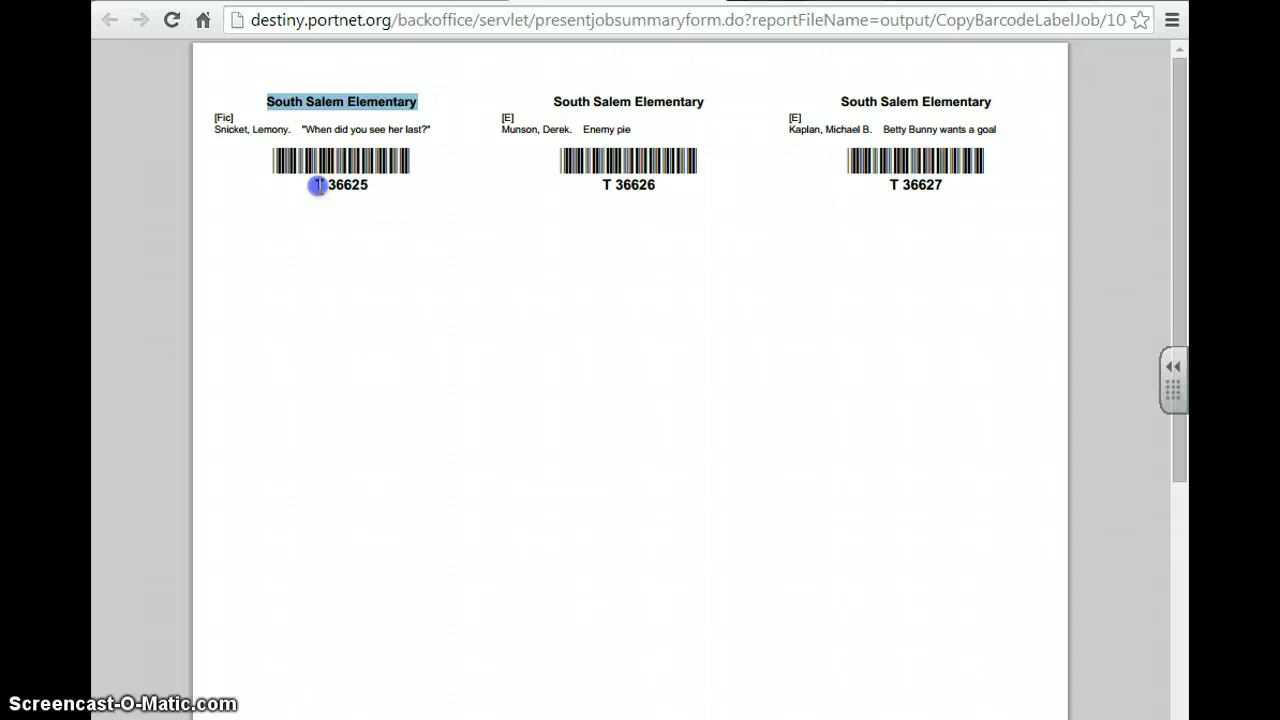 destiny.portnet.org/backoffice/servlet/presentjobsummaryform.do?reportFileName=output/CopyBarcodeLabelJob/10
South Salem Elementary
[Fic]
Snicket, Lemony. "When did you see her last?"
T 36625
South Salem Elementary
[E]
Munson, Derek. Enemy pie
T 36626
South Salem Elementary
[E]
Kaplan, Michael B. Betty Bunny wants a goal
T 36627
Screencast-O-Matic.com